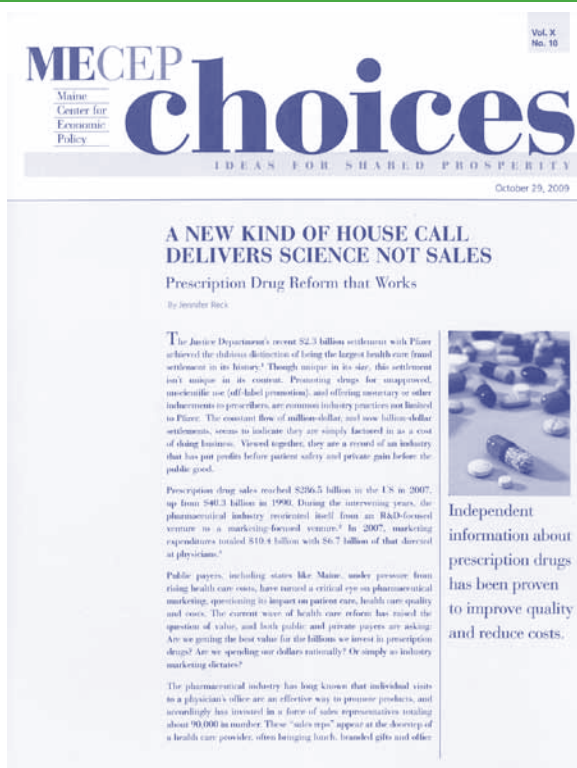 Vol. X
No. 10
MECEP
Maine
Center for
Economic
Policy
choices
IDEAS FOR SHARED PROSPERITY
October 29, 2009
A NEW KIND OF HOUSE CALL
DELIVERS SCIENCE NOT SALES
Prescription Drug Reform that Works
By Jennifer Reck
The Justice Department's recent $2.3 billion settlement with Pfizer
achieved the dubious distinction of being the largest health care fraud
settlement in its history.¹ Though unique in its size, this settlement
isn't unique in its content. Promoting drugs for unapproved,
unscientific use (off-label promotion), and offering monetary or other
inducements to prescribers, are common industry practices not limited
to Pfizer. The constant flow of million-dollar, and now billion-dollar
settlements, seems to indicate they are simply factored in as a cost
of doing business. Viewed together, they are a record of an industry
that has put profits before patient safety and private gain before the
public good.
Prescription drug sales reached $286.5 billion in the US in 2007,
up from $40.3 billion in 1990. During the intervening years, the
pharmaceutical industry reoriented itself from an R&D-focused
venture to a marketing-focused venture.² In 2007, marketing
expenditures totaled $10.4 billion with $6.7 billion of that directed
at physicians.³
Public payers, including states like Maine, under pressure from
rising health care costs, have turned a critical eye on pharmaceutical
marketing, questioning its impact on patient care, health care quality
and costs. The current wave of health care reform has raised the
question of value, and both public and private payers are asking:
Are we getting the best value for the billions we invest in prescription
drugs? Are we spending our dollars rationally? Or simply as industry
marketing dictates?
The pharmaceutical industry has long known that individual visits
to a physician's office are an effective way to promote products, and
accordingly has invested in a force of sales representatives totaling
about 90,000 in number. These "sales reps" appear at the doorstep of
a health care provider, often bringing lunch, branded gifts and office
Independent
information about
prescription drugs
has been proven
to improve quality
and reduce costs.